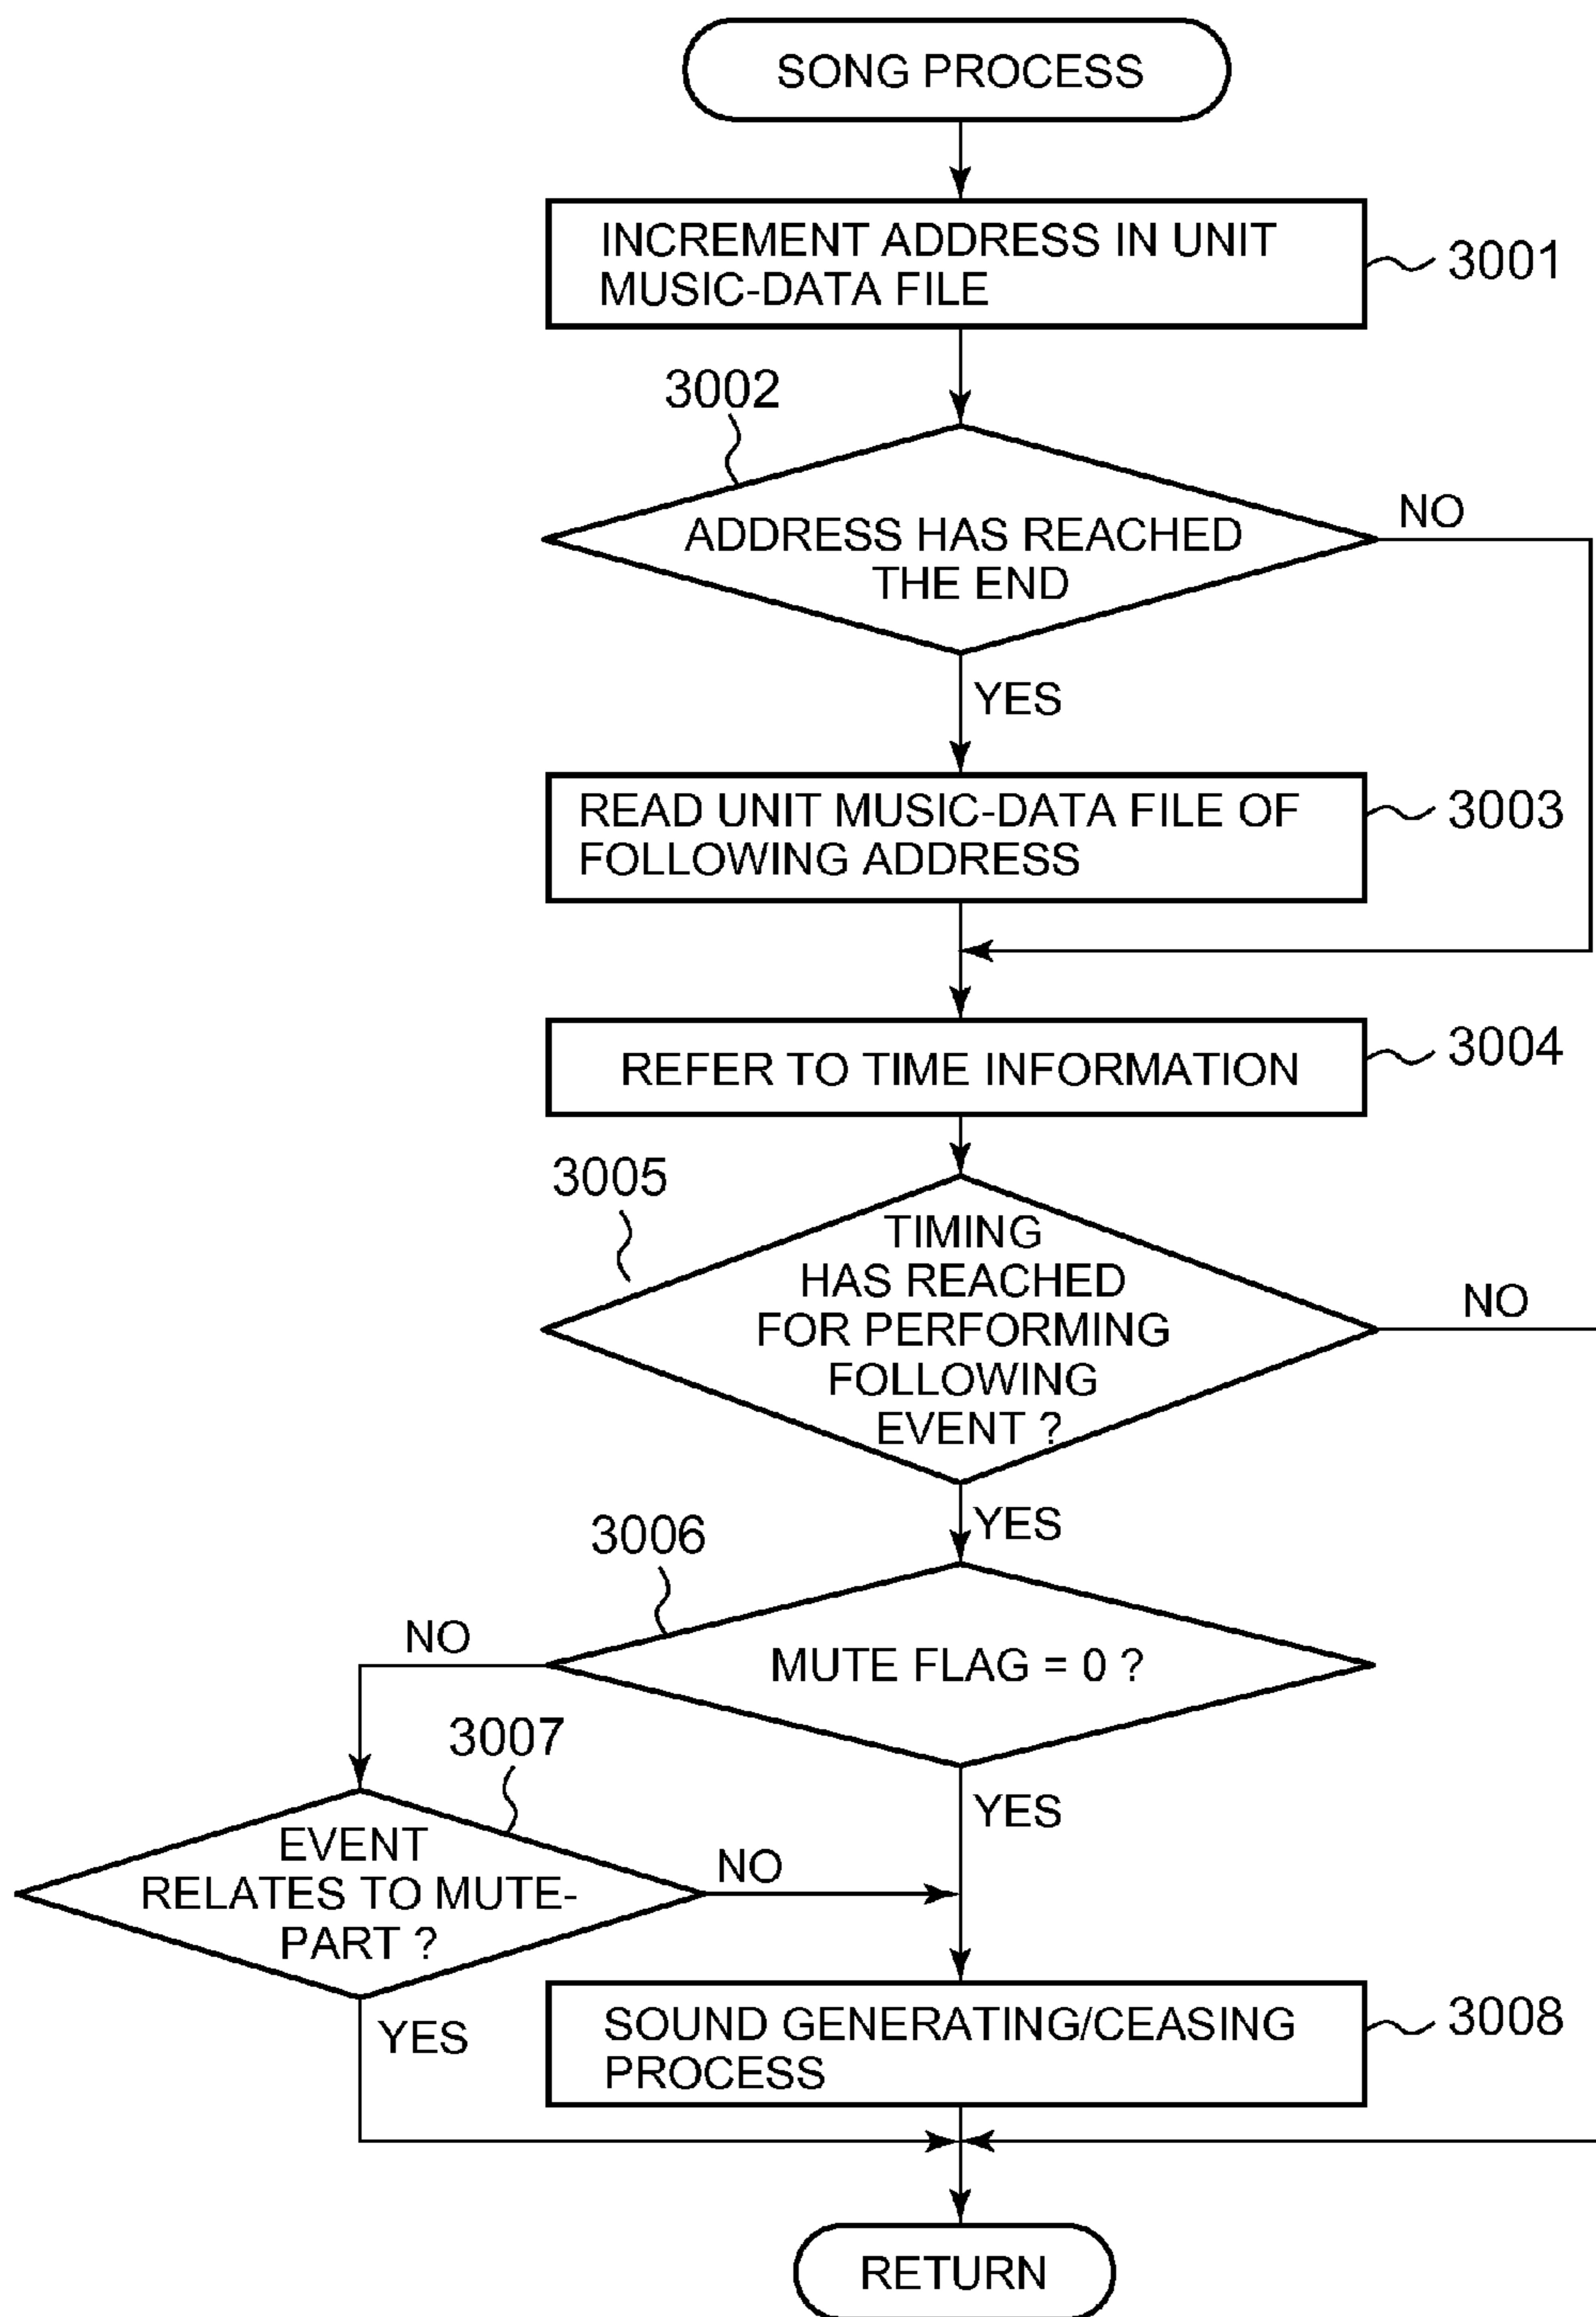 SONG PROCESS
INCREMENT ADDRESS IN UNIT
MUSIC-DATA FILE
3001
3002
ADDRESS HAS REACHED
THE END
NO
YES
READ UNIT MUSIC-DATA FILE OF
FOLLOWING ADDRESS
3003
REFER TO TIME INFORMATION
3004
3005
TIMING
HAS REACHED
FOR PERFORMING
FOLLOWING
EVENT ?
NO
YES
3006
MUTE FLAG = 0 ?
NO
YES
3007
EVENT
RELATES TO MUTE-
PART ?
NO
YES
SOUND GENERATING/CEASING
PROCESS
3008
RETURN